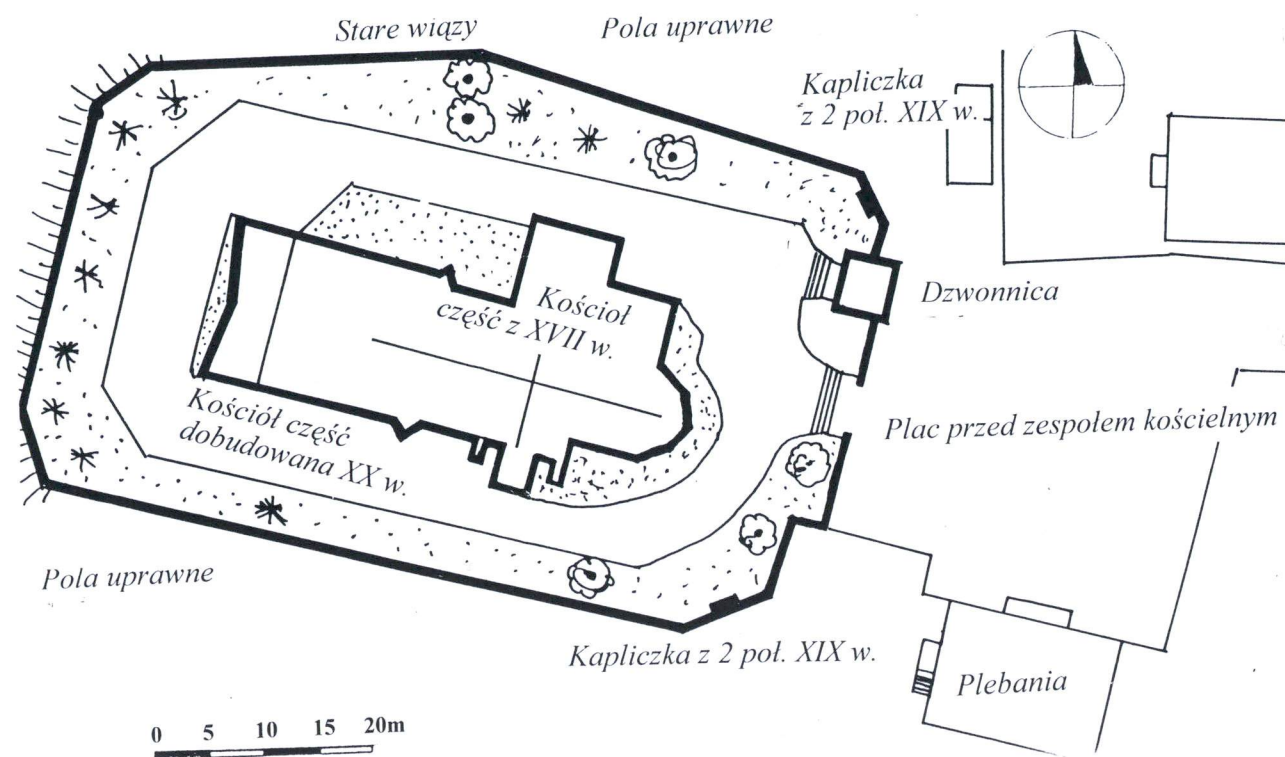 Stare wiązy
Pola uprawne
Kapliczka
z 2 poł. XIX w.
Dzwonnica
Kościoł
część z XVII w.
Kościół część
dobudowana XX w.
Plac przed zespołem kościelnym
Pola uprawne
Kapliczka z 2 poł. XIX w.
Plebania
0 5 10 15 20m